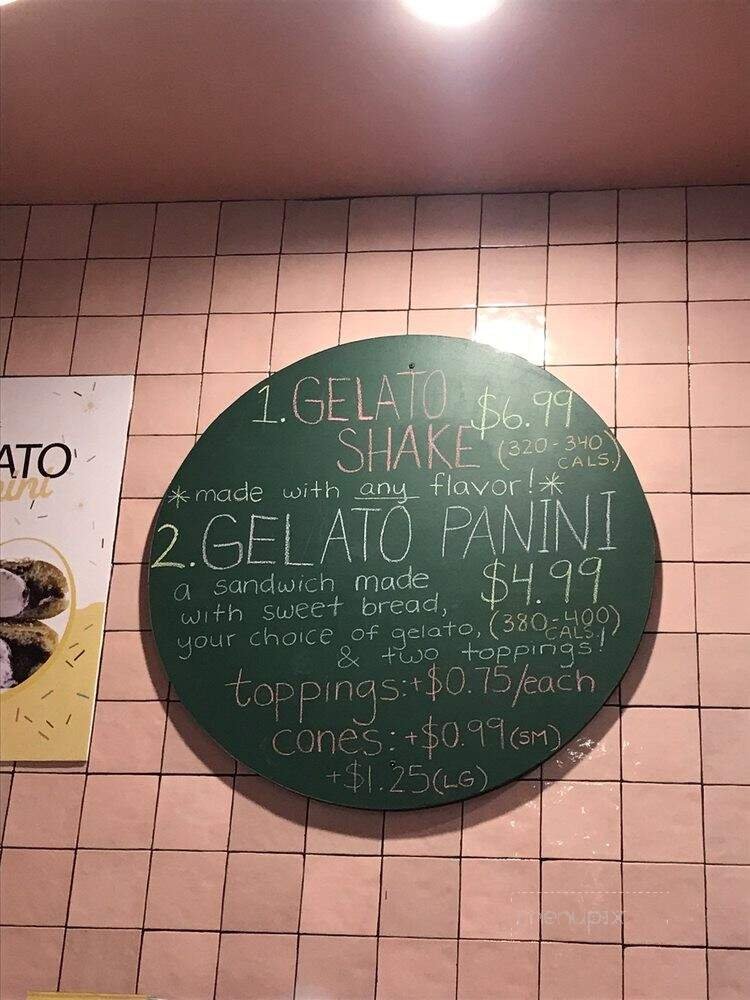 1. GELATO $6.99
SHAKE (320-340 CALS.)
*made with any flavor!*
2. GELATO PANINI
a sandwich made $4.99
with sweet bread,
your choice of gelato, (380-400 CALS.)
& two toppings!
toppings:+$0.75/each
cones:+$0.99(SM)
+$1.25(LG)
ATO
ini
menupix